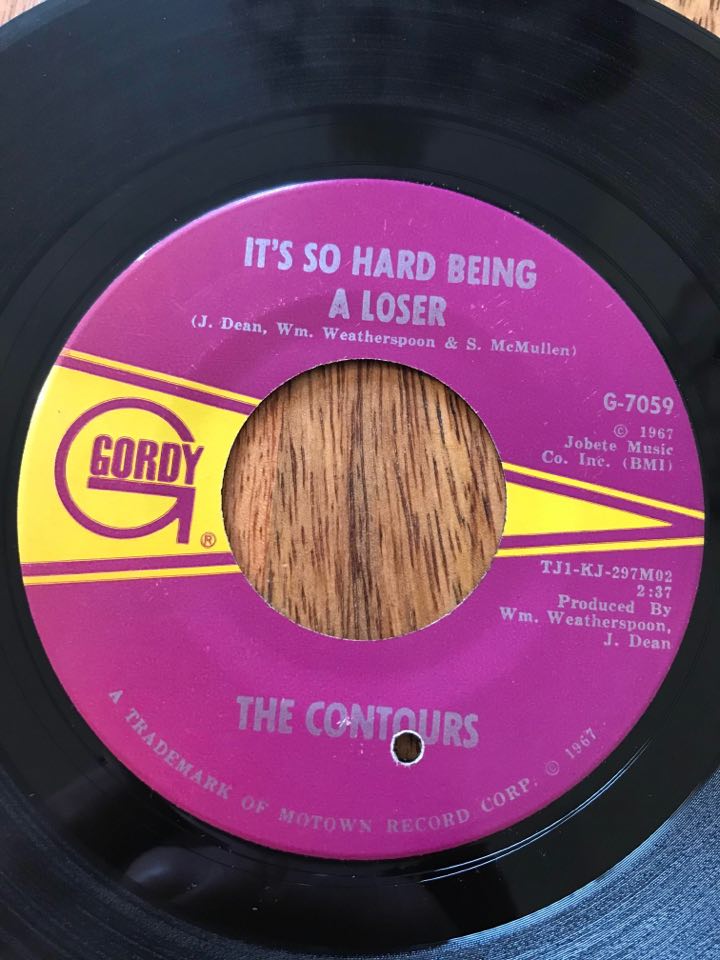 IT'S SO HARD BEING
A LOSER
(J. Dean, Wm. Weatherspoon & S. McMullen)
GORDY
®
G-7059
© 1967
Jobete Music
Co. Inc. (BMI)
TJ1-KJ-297M02
2:37
Produced By
Wm. Weatherspoon,
J. Dean
THE CONTOURS
A TRADEMARK OF MOTOWN RECORD CORP. © 1967